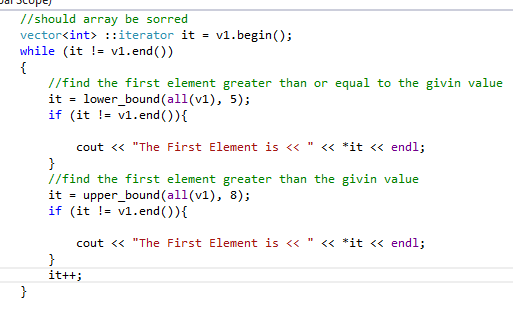 //should array be sorred
vector<int> ::iterator it = v1.begin();
while (it != v1.end())
{
//find the first element greater than or equal to the givin value
it = lower_bound(all(v1), 5);
if (it != v1.end()){
cout << "The First Element is << " << *it << endl;
}
//find the first element greater than the givin value
it = upper_bound(all(v1), 8);
if (it != v1.end()){
cout << "The First Element is << " << *it << endl;
}
it++;
}